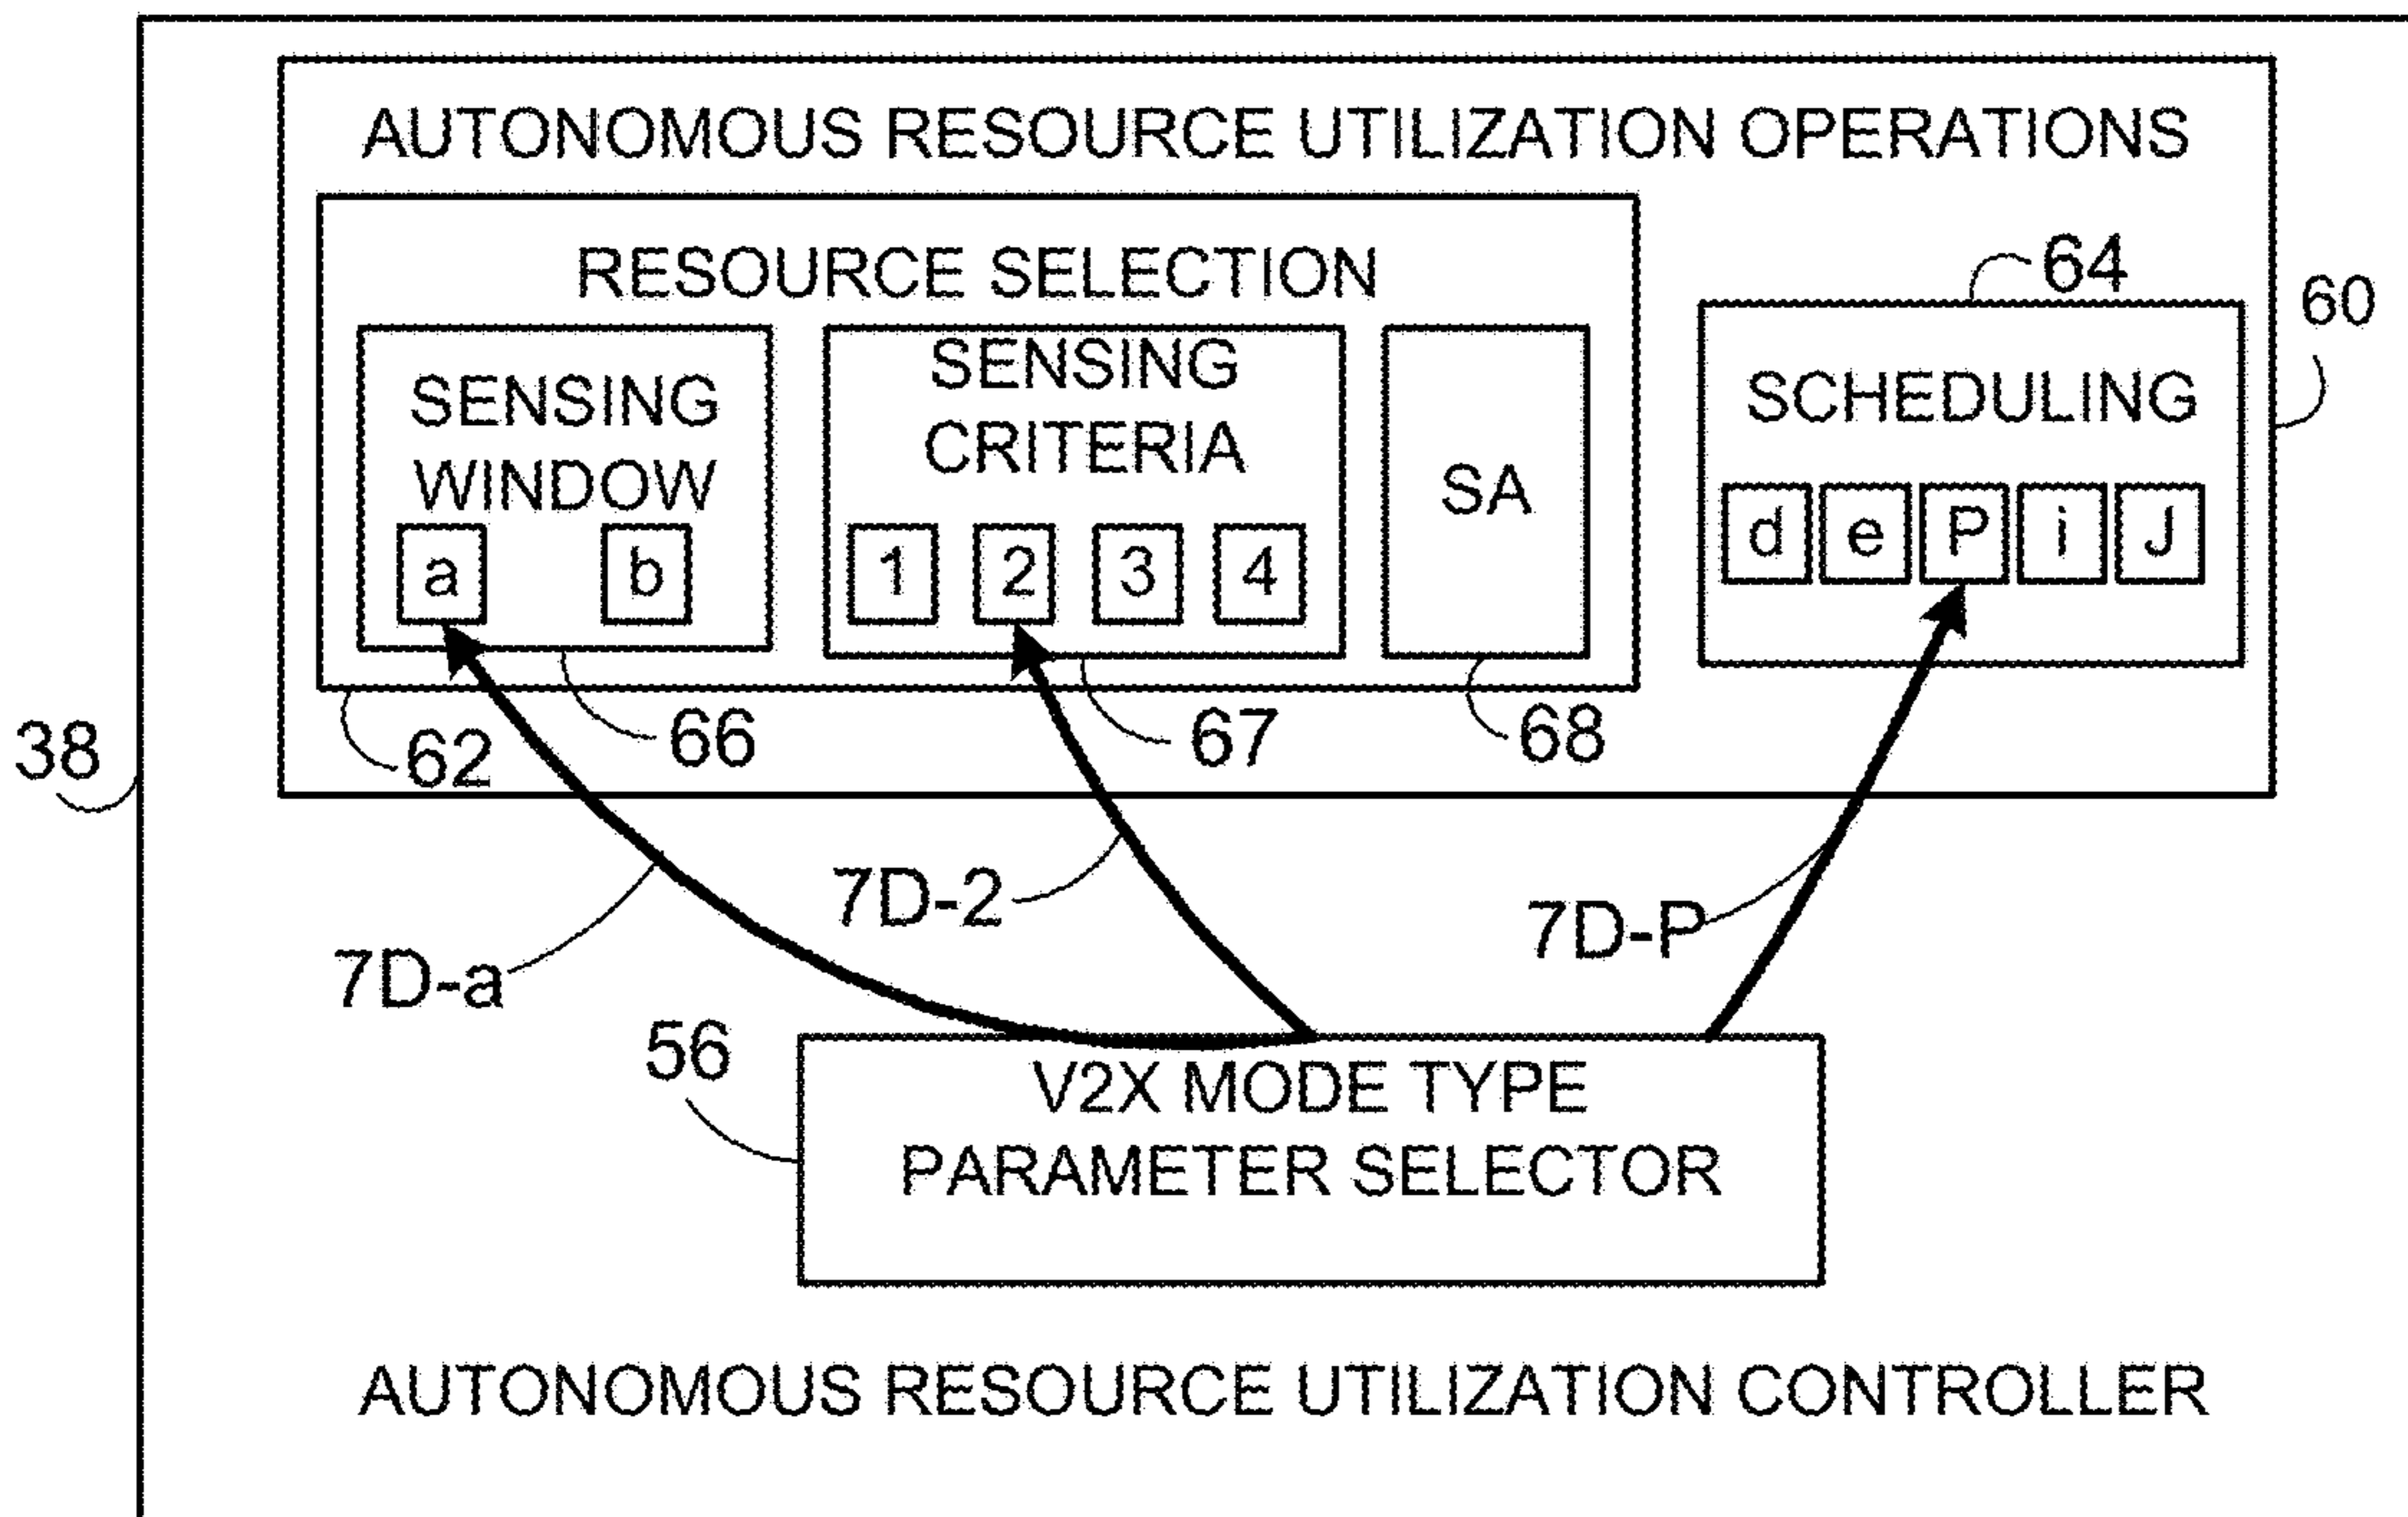 AUTONOMOUS RESOURCE UTILIZATION OPERATIONS
RESOURCE SELECTION
64
60
SENSING
WINDOW
a b
SENSING
CRITERIA
1 2 3 4
SA
SCHEDULING
d e P i J
38
62
66
67
68
7D-a
7D-2
7D-P
56
V2X MODE TYPE
PARAMETER SELECTOR
AUTONOMOUS RESOURCE UTILIZATION CONTROLLER